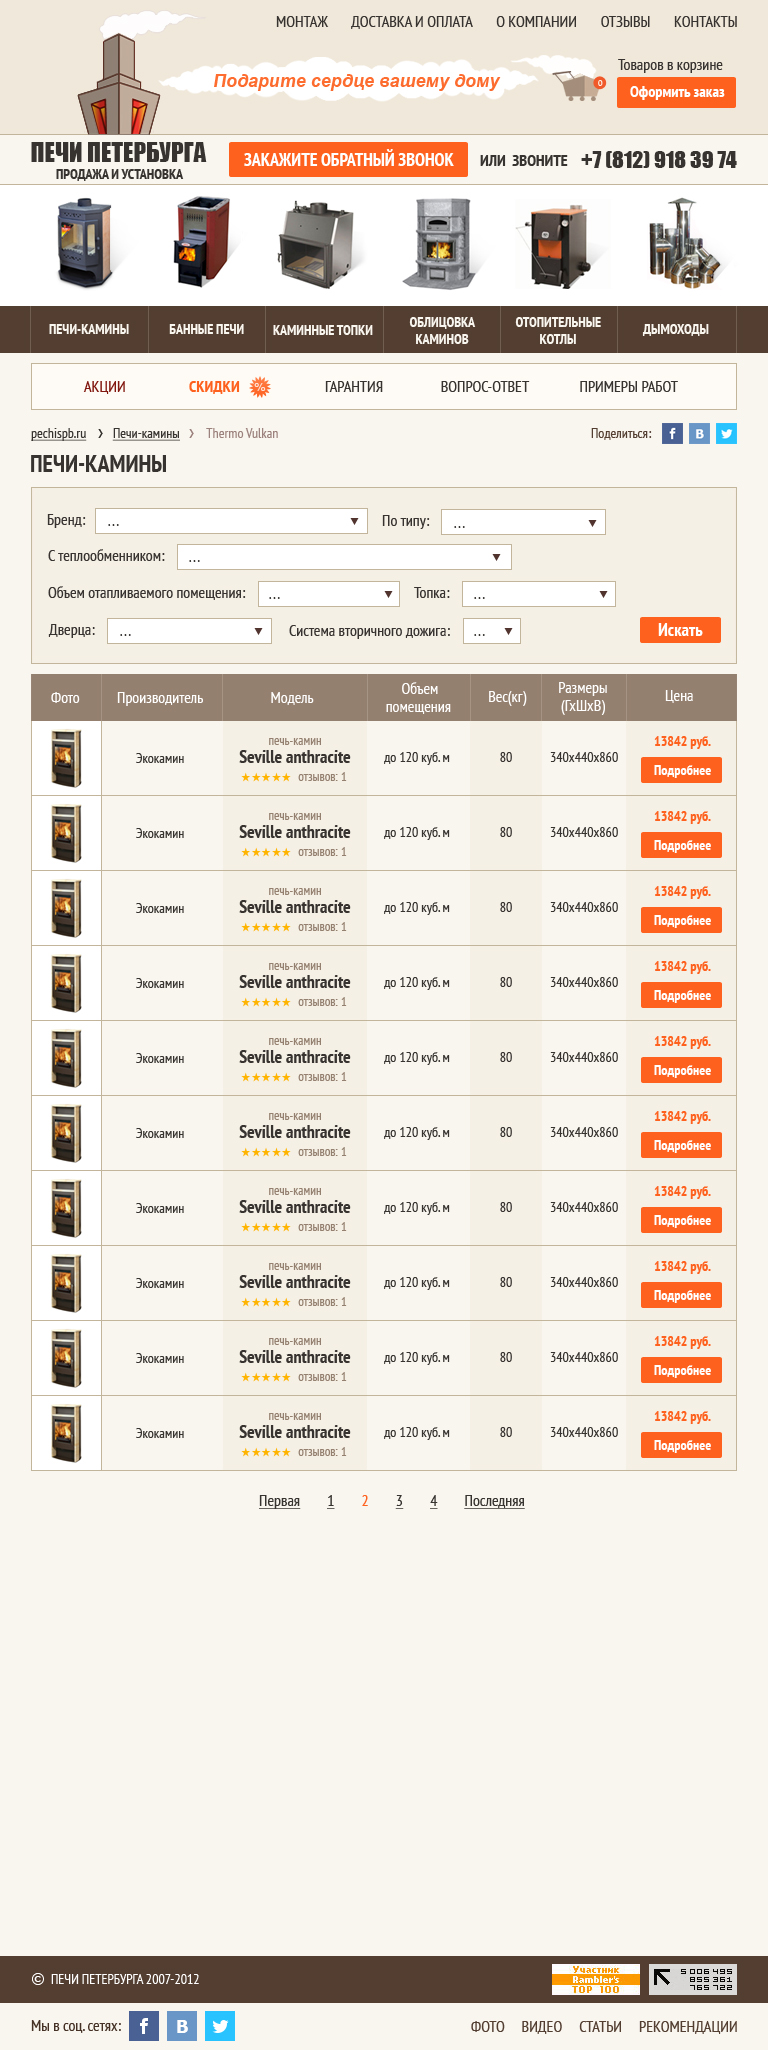 МОНТАЖ ДОСТАВКА И ОПЛАТА О КОМПАНИИ ОТЗЫВЫ КОНТАКТЫ
Товаров в корзине
Подарите сердце вашему дому
0
Оформить заказ
ПЕЧИ ПЕТЕРБУРГА
ПРОДАЖА И УСТАНОВКА
ЗАКАЖИТЕ ОБРАТНЫЙ ЗВОНОК
ИЛИ ЗВОНИТЕ +7 (812) 918 39 74
ПЕЧИ-КАМИНЫ
БАННЫЕ ПЕЧИ
КАМИННЫЕ ТОПКИ
ОБЛИЦОВКА
КАМИНОВ
ОТОПИТЕЛЬНЫЕ
КОТЛЫ
ДЫМОХОДЫ
АКЦИИ СКИДКИ % ГАРАНТИЯ ВОПРОС-ОТВЕТ ПРИМЕРЫ РАБОТ
pechispb.ru › Печи-камины › Thermo Vulkan
Поделиться: f B
ПЕЧИ-КАМИНЫ
Бренд: ... По типу: ...
С теплообменником: ...
Объем отапливаемого помещения: ... Топка: ...
Дверца: ... Система вторичного дожига: ...
Искать
Фото
Производитель
Модель
Объем
помещения
Вес(кг)
Размеры
(ГхШхВ)
Цена
печь-камин
Seville anthracite
отзывов: 1
Экокамин
до 120 куб. м
80
340х440х860
13842 руб.
Подробнее
печь-камин
Seville anthracite
отзывов: 1
Экокамин
до 120 куб. м
80
340х440х860
13842 руб.
Подробнее
печь-камин
Seville anthracite
отзывов: 1
Экокамин
до 120 куб. м
80
340х440х860
13842 руб.
Подробнее
печь-камин
Seville anthracite
отзывов: 1
Экокамин
до 120 куб. м
80
340х440х860
13842 руб.
Подробнее
печь-камин
Seville anthracite
отзывов: 1
Экокамин
до 120 куб. м
80
340х440х860
13842 руб.
Подробнее
печь-камин
Seville anthracite
отзывов: 1
Экокамин
до 120 куб. м
80
340х440х860
13842 руб.
Подробнее
печь-камин
Seville anthracite
отзывов: 1
Экокамин
до 120 куб. м
80
340х440х860
13842 руб.
Подробнее
печь-камин
Seville anthracite
отзывов: 1
Экокамин
до 120 куб. м
80
340х440х860
13842 руб.
Подробнее
печь-камин
Seville anthracite
отзывов: 1
Экокамин
до 120 куб. м
80
340х440х860
13842 руб.
Подробнее
печь-камин
Seville anthracite
отзывов: 1
Экокамин
до 120 куб. м
80
340х440х860
13842 руб.
Подробнее
Первая 1 2 3 4 Последняя
© ПЕЧИ ПЕТЕРБУРГА 2007-2012
Участник
Rambler's
TOP 100
5 006 495
855 361
765 722
Мы в соц. сетях: f B
ФОТО ВИДЕО СТАТЬИ РЕКОМЕНДАЦИИ